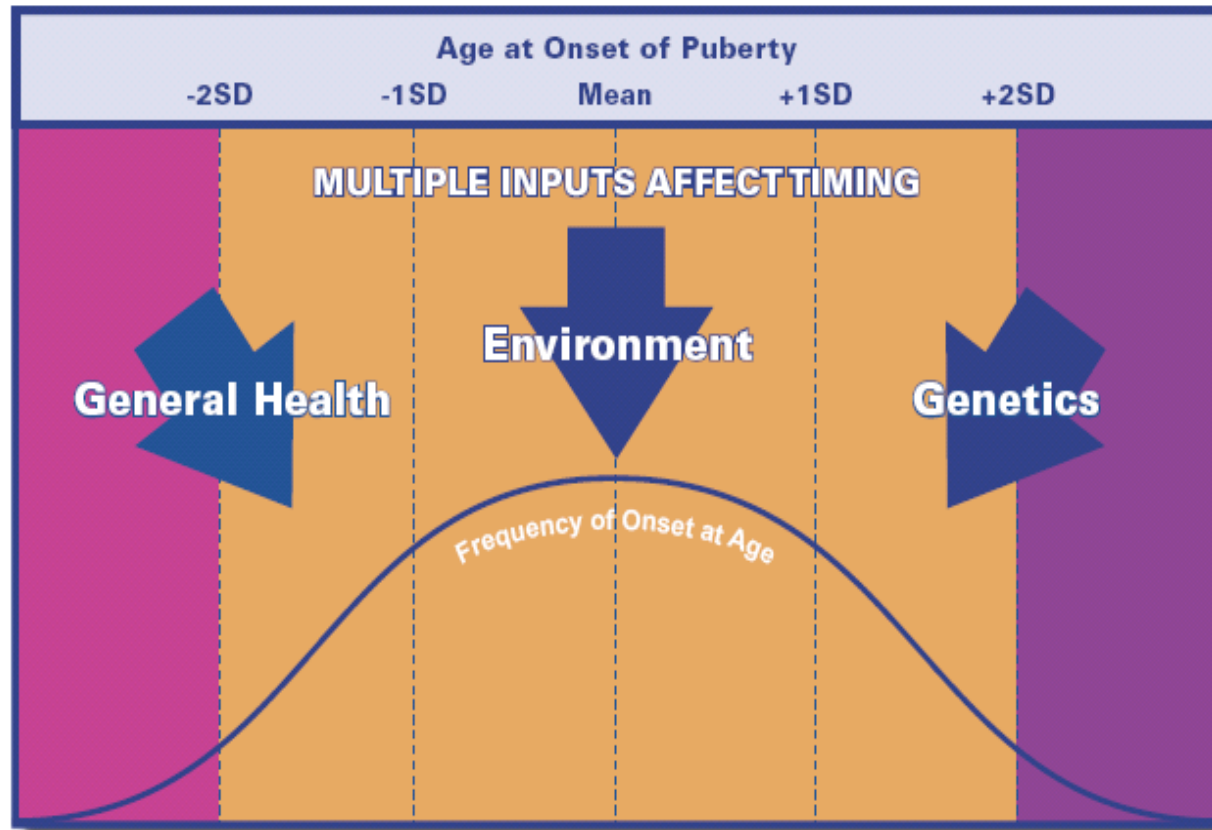 Age at Onset of Puberty
-2SD -1SD Mean +1SD +2SD
MULTIPLE INPUTS AFFECT TIMING
Environment
General Health
Genetics
Frequency of Onset at Age